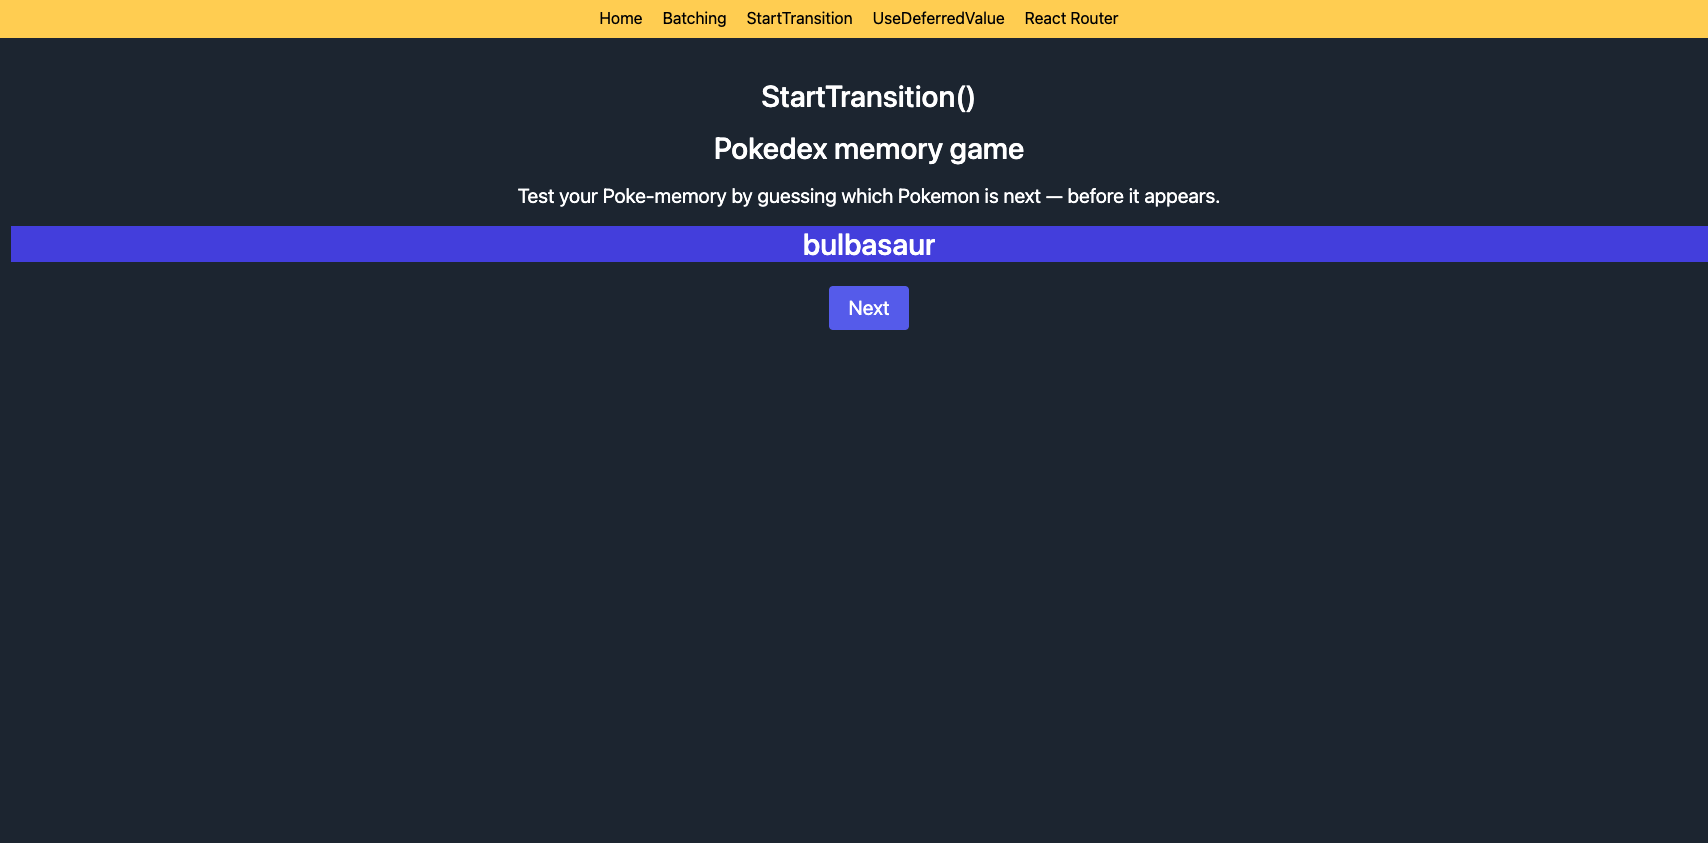 Home Batching StartTransition UseDeferredValue React Router
StartTransition()
Pokedex memory game
Test your Poke-memory by guessing which Pokemon is next — before it appears.
bulbasaur
Next